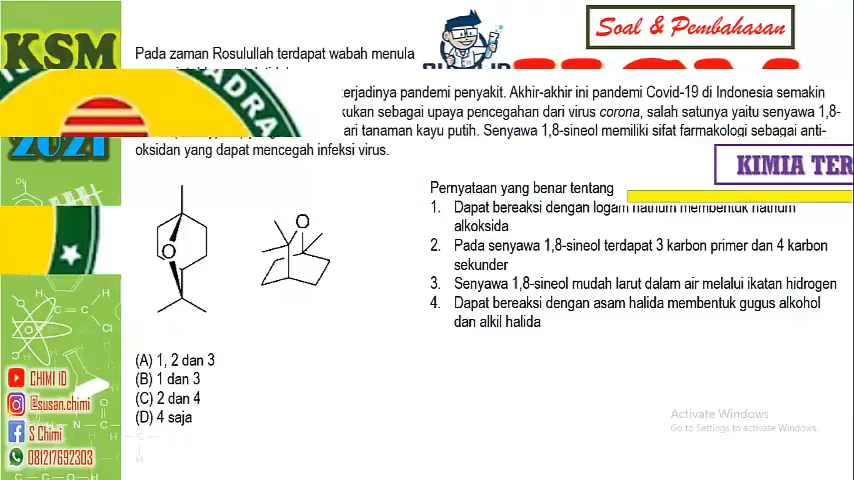 KSM
Soal & Pembahasan
Pada zaman Rosulullah terdapat wabah menula
ADRA
terjadinya pandemi penyakit. Akhir-akhir ini pandemi Covid-19 di Indonesia semakin
kukan sebagai upaya pencegahan dari virus corona, salah satunya yaitu senyawa 1,8-
ari tanaman kayu putih. Senyawa 1,8-sineol memiliki sifat farmakologi sebagai anti-
2021
oksidan yang dapat mencegah infeksi virus.
KIMIA TER
Pernyataan yang benar tentang
1. Dapat bereaksi dengan logam natrium membentuk natrium
alkoksida
2. Pada senyawa 1,8-sineol terdapat 3 karbon primer dan 4 karbon
sekunder
3. Senyawa 1,8-sineol mudah larut dalam air melalui ikatan hidrogen
4. Dapat bereaksi dengan asam halida membentuk gugus alkohol
dan alkil halida
O
O
(A) 1, 2 dan 3
(B) 1 dan 3
(C) 2 dan 4
(D) 4 saja
CHIMI ID
@susan.chimi
S Chimi
081217692303
Activate Windows
Go to Settings to activate Windows.